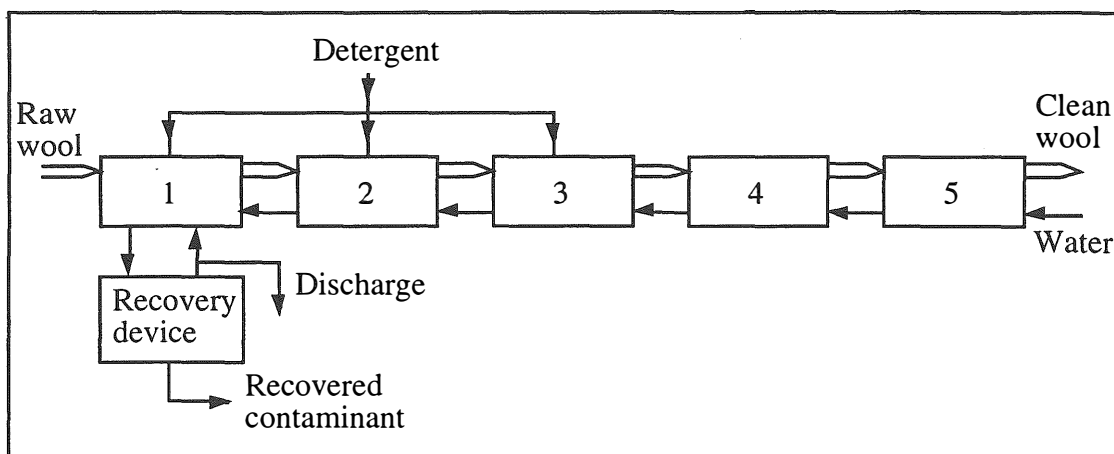 Detergent
Raw
wool
Clean
wool
1
2
3
4
5
Water
Discharge
Recovery
device
Recovered
contaminant